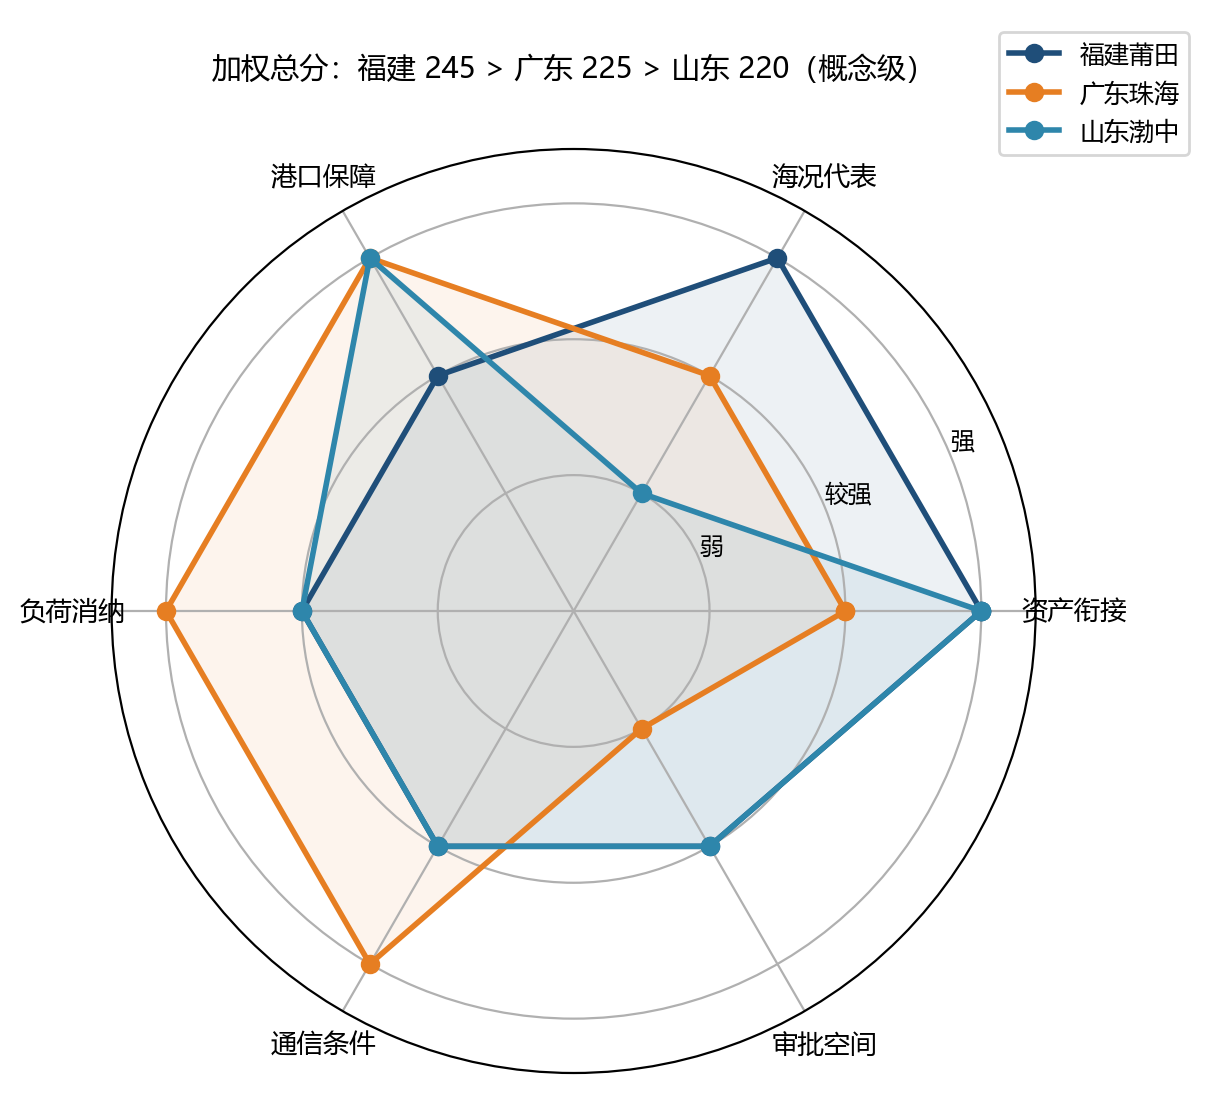 加权总分：福建 245 > 广东 225 > 山东 220（概念级）
福建莆田
广东珠海
山东渤中
港口保障
海况代表
强
较强
弱
负荷消纳
资产衔接
通信条件
审批空间